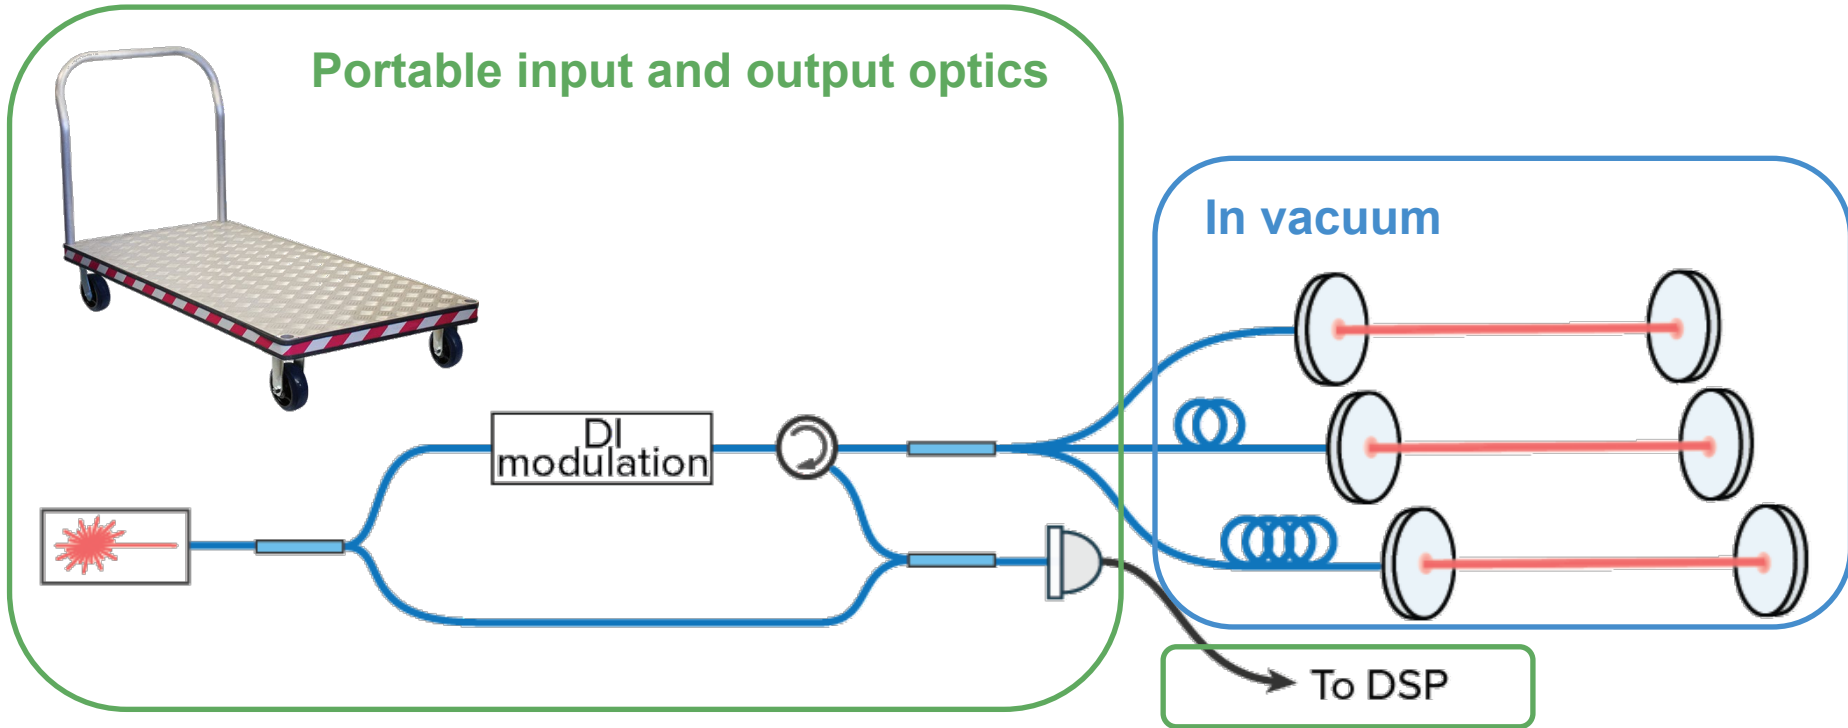 Portable input and output optics
In vacuum
DI
modulation
To DSP